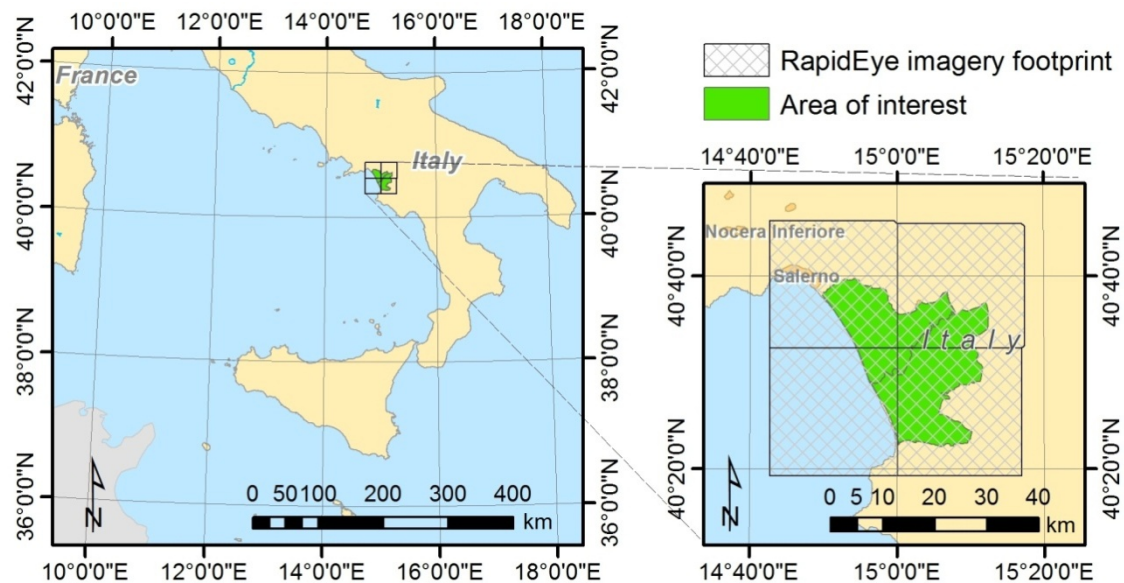 10°0'0"E 12°0'0"E 14°0'0"E 16°0'0"E 18°0'0"E
42°0'0"N
40°0'0"N
38°0'0"N
36°0'0"N
France
Italy
42°0'0"N
40°0'0"N
38°0'0"N
36°0'0"N
N
0 50 100 200 300 400
km
10°0'0"E 12°0'0"E 14°0'0"E 16°0'0"E 18°0'0"E
RapidEye imagery footprint
Area of interest
14°40'0"E 15°0'0"E 15°20'0"E
40°40'0"N
40°20'0"N
Nocera Inferiore
Salerno
Italy
40°40'0"N
40°20'0"N
N
0 5 10 20 30 40
km
14°40'0"E 15°0'0"E 15°20'0"E